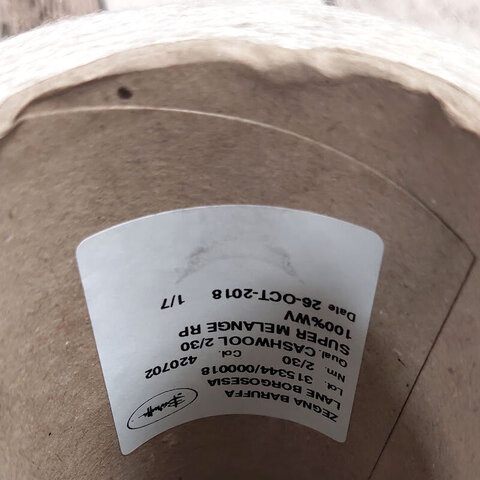 ZEGNA BARUFFA
LANE BORGOSESIA
Lot. 315344/000018
Nm. 2/30 Col. 420702
Qual. CASHWOOL 2/30
SUPER MELANGE RP
100%WV
Date 26-OCT-2018 1/7